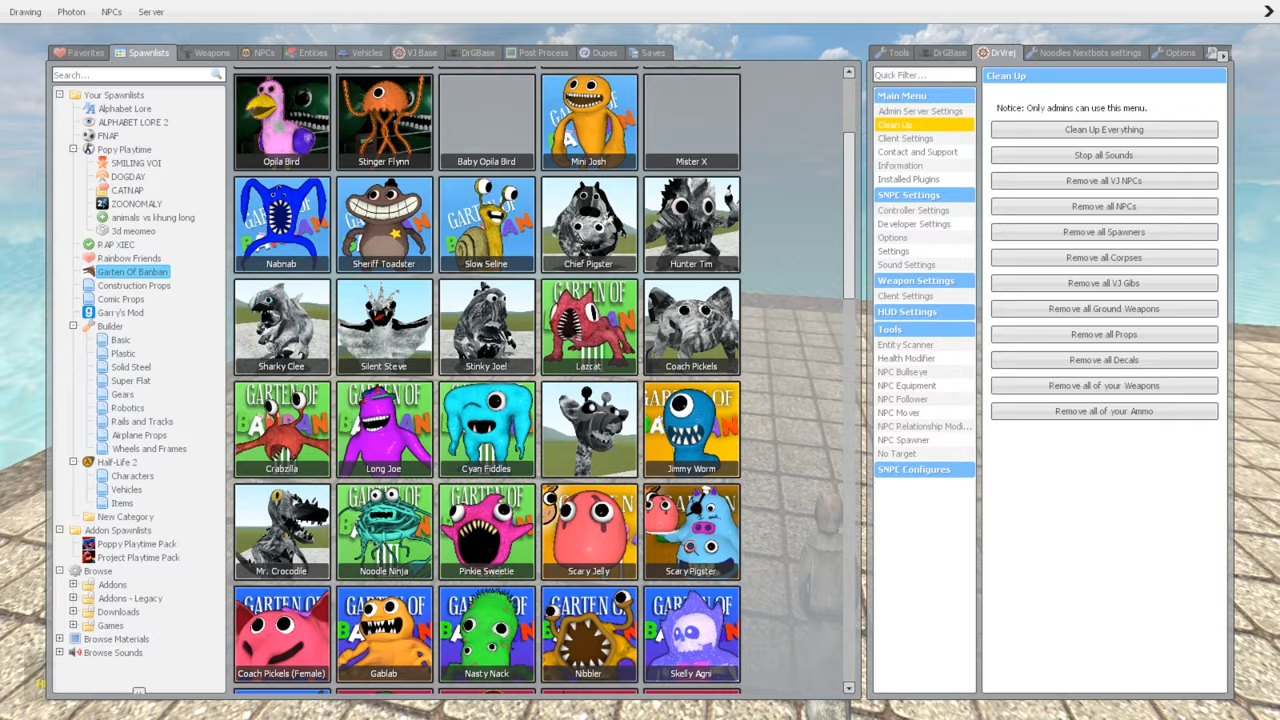 Drawing Photon NPCs Server
Favorites Spawnlists Weapons NPCs Entities Vehicles VJ Base DrGBase Post Process Dupes Saves
Tools DrGBase DrVrej Noodles Nextbots settings Options
Search...
Your Spawnlists
Alphabet Lore
ALPHABET LORE 2
FNAF
Popy Playtime
SMILING VOI
DOGDAY
CATNAP
ZOONOMALY
animals vs khung long
3d meomeo
RAP XIEC
Rainbow Friends
Garten Of Banban
Construction Props
Comic Props
Garry's Mod
Builder
Basic
Plastic
Solid Steel
Super Flat
Gears
Robotics
Rails and Tracks
Airplane Props
Wheels and Frames
Half-Life 2
Characters
Vehicles
Items
New Category
Addon Spawnlists
Poppy Playtime Pack
Project Playtime Pack
Browse
Addons
Addons - Legacy
Downloads
Games
Browse Materials
Browse Sounds
Opila Bird Stinger Flynn Baby Opila Bird Mini Josh Mister X
Nabnab Sheriff Toadster Slow Seline Chief Pigster Hunter Tim
Sharky Clee Silent Steve Stinky Joel Lazcat Coach Pickels
Crabzilla Long Joe Cyan Fiddles Jimmy Worm
Mr. Crocodile Noodle Ninja Pinkie Sweetie Scary Jelly Scary Pigster
Coach Pickels (Female) Gablab Nasty Nack Nibbler Skelly Agni
Quick Filter...
Main Menu
Admin Server Settings
Clean Up
Client Settings
Contact and Support
Information
Installed Plugins
SNPC Settings
Controller Settings
Developer Settings
Options
Settings
Sound Settings
Weapon Settings
Client Settings
HUD Settings
Tools
Entity Scanner
Health Modifier
NPC Bullseye
NPC Equipment
NPC Follower
NPC Mover
NPC Relationship Modi...
NPC Spawner
No Target
SNPC Configures
Clean Up
Notice: Only admins can use this menu.
Clean Up Everything
Stop all Sounds
Remove all VJ NPCs
Remove all NPCs
Remove all Spawners
Remove all Corpses
Remove all VJ Gibs
Remove all Ground Weapons
Remove all Props
Remove all Decals
Remove all of your Weapons
Remove all of your Ammo